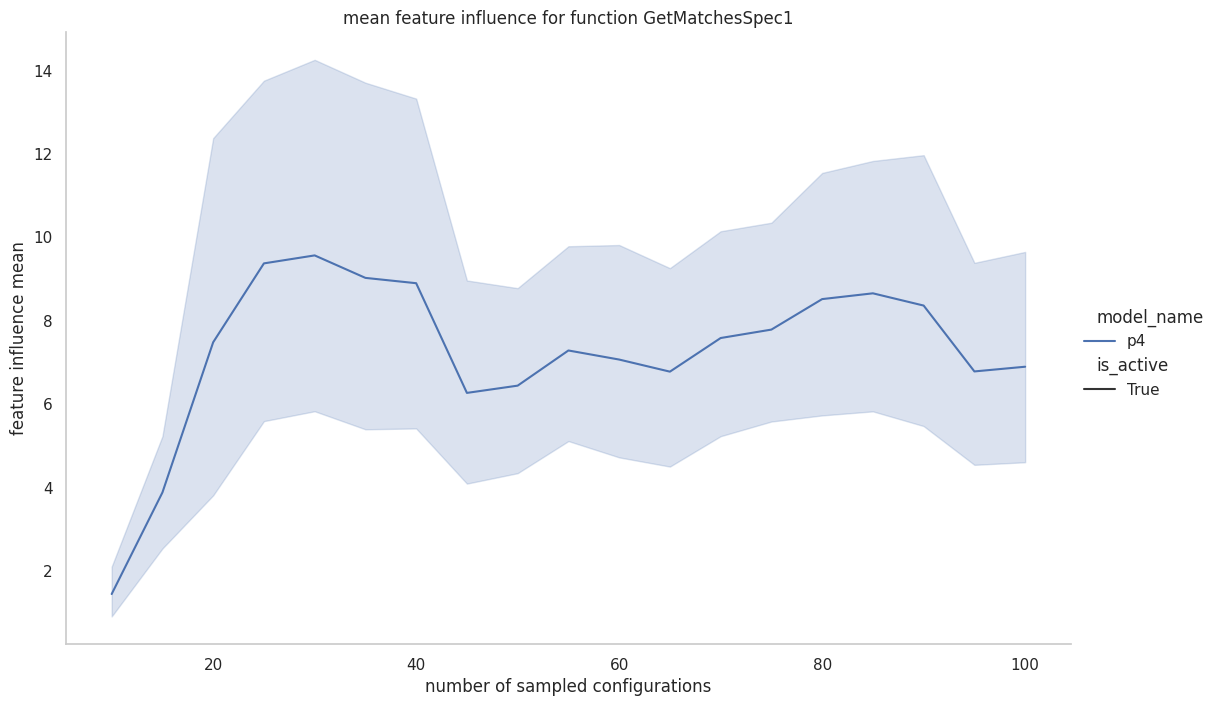 mean feature influence for function GetMatchesSpec1
feature influence mean
14
12
10
8
6
4
2
20
40
60
80
100
number of sampled configurations
model_name
p4
is_active
True